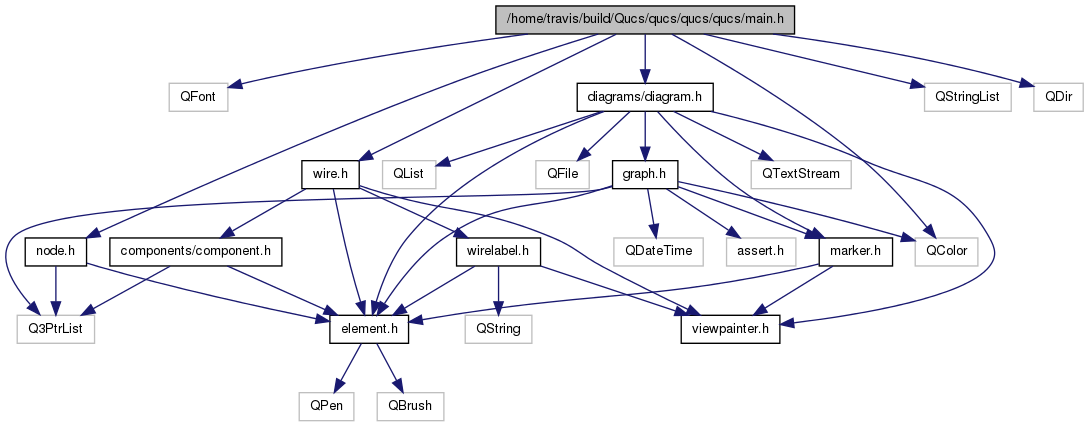 /home/travis/build/Qucs/qucs/qucs/qucs/main.h
QFont
diagrams/diagram.h
QStringList
QDir
wire.h
QList
QFile
graph.h
QTextStream
node.h
components/component.h
wirelabel.h
QDateTime
assert.h
marker.h
QColor
Q3PtrList
element.h
QString
viewpainter.h
QPen
QBrush